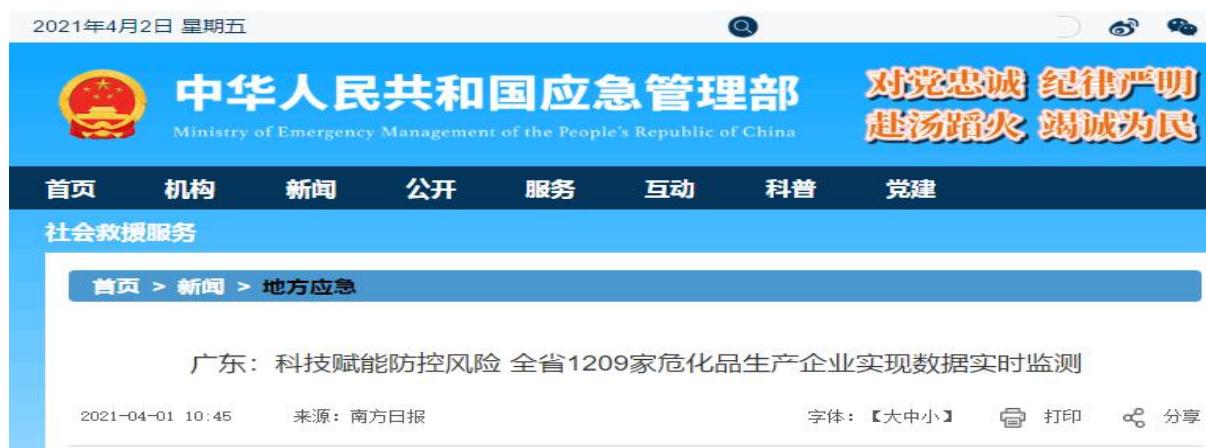 2021年4月2日 星期五
中华人民共和国应急管理部
Ministry of Emergency Management of the People's Republic of China
对党忠诚 纪律严明
赴汤蹈火 竭诚为民
首页 机构 新闻 公开 服务 互动 科普 党建
社会救援服务
首页 > 新闻 > 地方应急
广东：科技赋能防控风险 全省1209家危化品生产企业实现数据实时监测
2021-04-01 10:45 来源：南方日报 字体：【大中小】 打印 分享